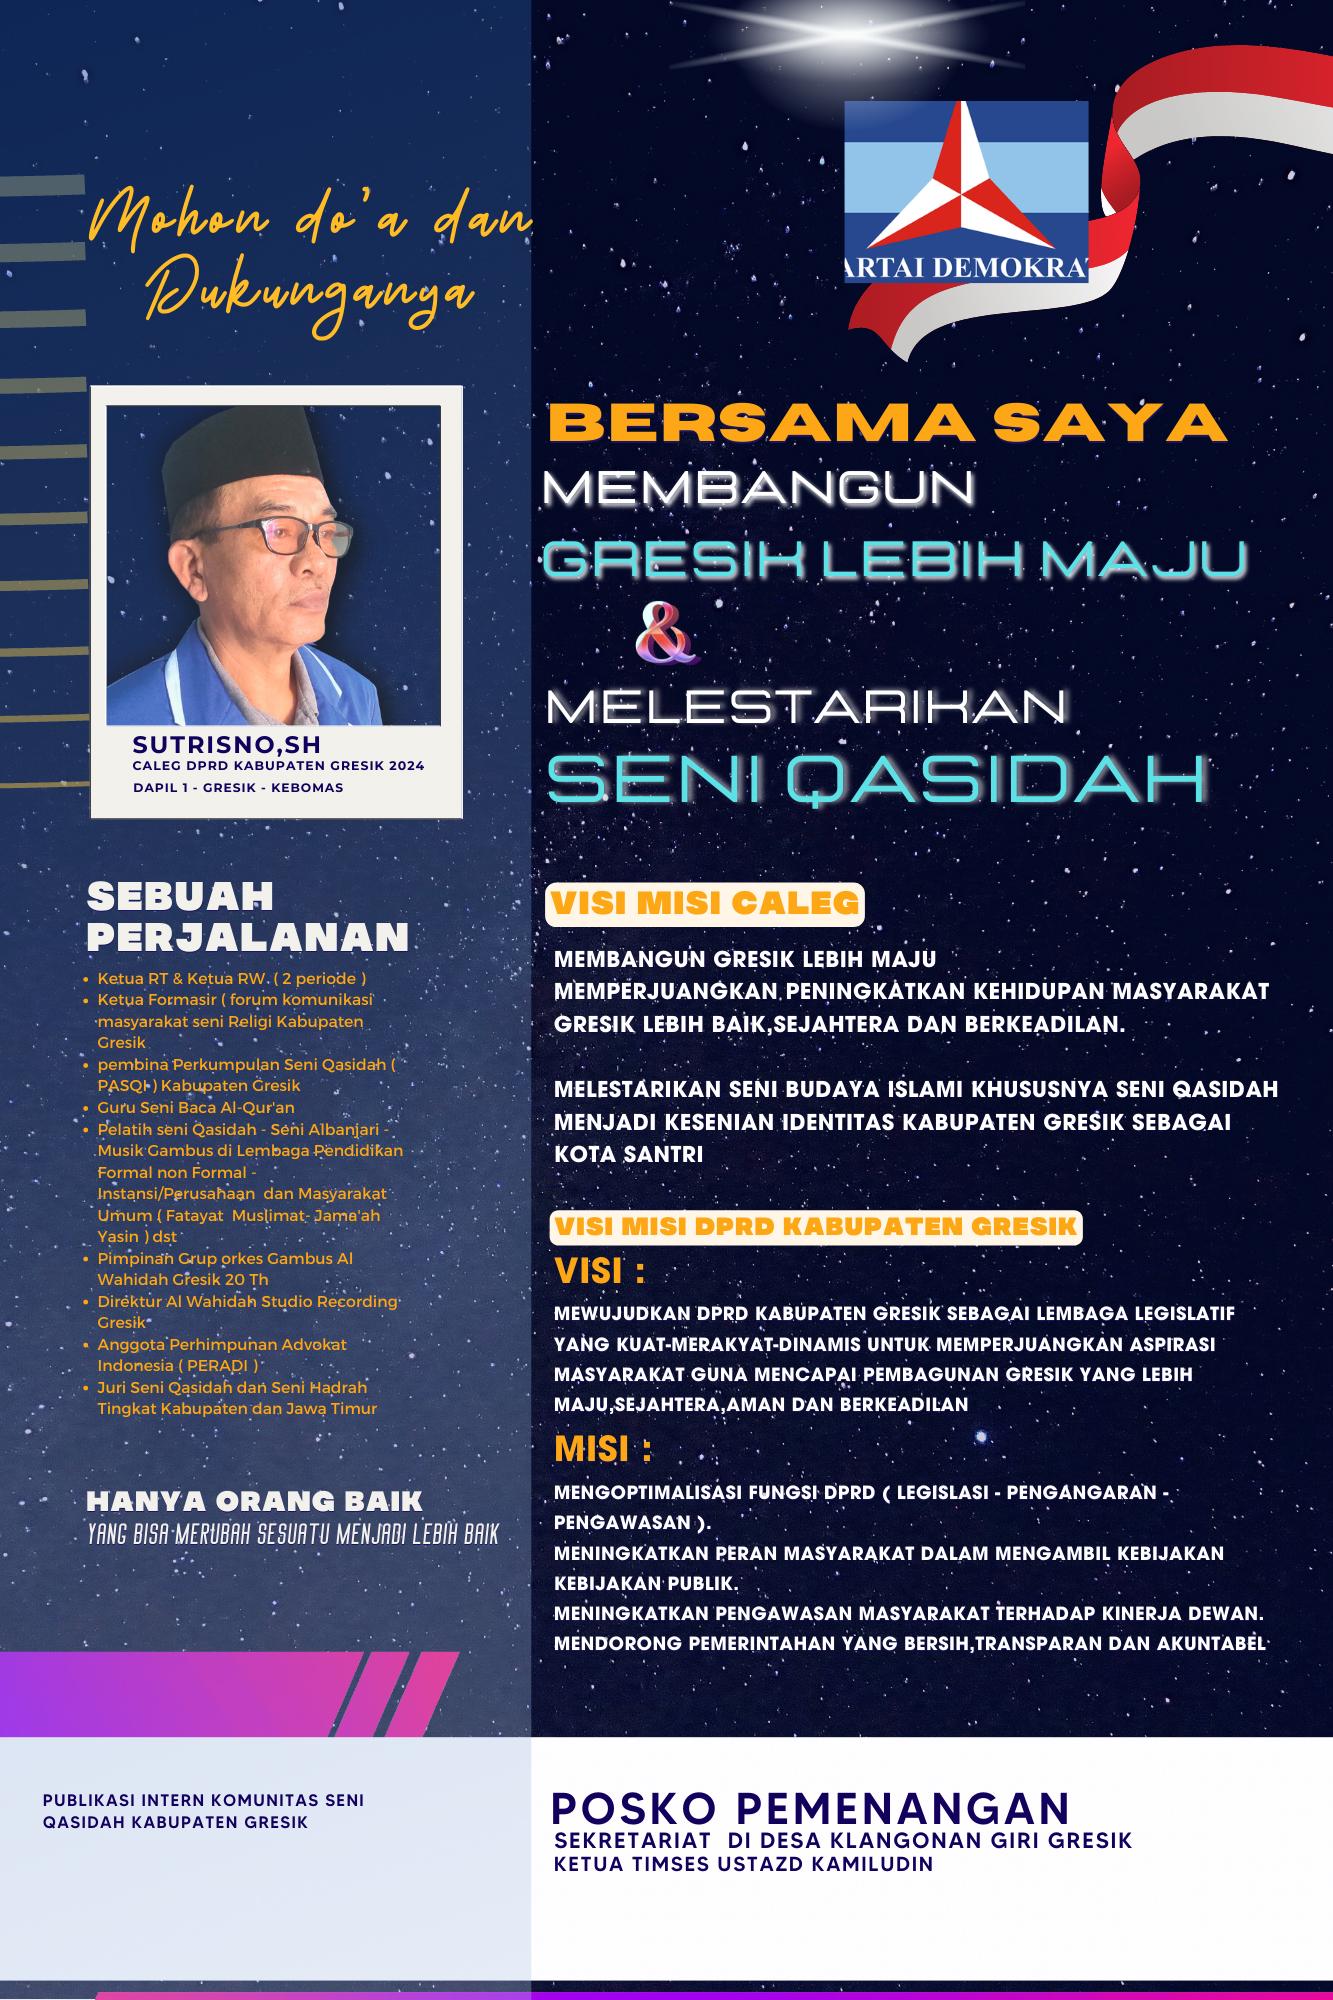 Mohon do'a dan
Dukunganya
SUTRISNO,SH
CALEG DPRD KABUPATEN GRESIK 2024
DAPIL 1 - GRESIK - KEBOMAS
SEBUAH
PERJALANAN
• Ketua RT & Ketua RW. ( 2 periode )
• Ketua Formasir ( forum komunikasi
masyarakat seni Religi Kabupaten
Gresik
• pembina Perkumpulan Seni Qasidah (
PASQI ) Kabupaten Gresik
• Guru Seni Baca Al-Qur'an
• Pelatih seni Qasidah - Seni Albanjari -
Musik Gambus di Lembaga Pendidikan
Formal non Formal -
Instansi/Perusahaan dan Masyarakat
Umum ( Fatayat Muslimat- Jama'ah
Yasin ) dst
• Pimpinan Grup orkes Gambus Al
Wahidah Gresik 20 Th
• Direktur Al Wahidah Studio Recording
Gresik
• Anggota Perhimpunan Advokat
Indonesia ( PERADI )
• Juri Seni Qasidah dan Seni Hadrah
Tingkat Kabupaten dan Jawa Timur
HANYA ORANG BAIK
YANG BISA MERUBAH SESUATU MENJADI LEBIH BAIK
PUBLIKASI INTERN KOMUNITAS SENI
QASIDAH KABUPATEN GRESIK
ARTAI DEMOKRA
BERSAMA SAYA
MEMBANGUN
GRESIK LEBIH MAJU
&
MELESTARIKAN
SENI QASIDAH
VISI MISI CALEG
MEMBANGUN GRESIK LEBIH MAJU
MEMPERJUANGKAN PENINGKATKAN KEHIDUPAN MASYARAKAT
GRESIK LEBIH BAIK,SEJAHTERA DAN BERKEADILAN.
MELESTARIKAN SENI BUDAYA ISLAMI KHUSUSNYA SENI QASIDAH
MENJADI KESENIAN IDENTITAS KABUPATEN GRESIK SEBAGAI
KOTA SANTRI
VISI MISI DPRD KABUPATEN GRESIK
VISI :
MEWUJUDKAN DPRD KABUPATEN GRESIK SEBAGAI LEMBAGA LEGISLATIF
YANG KUAT-MERAKYAT-DINAMIS UNTUK MEMPERJUANGKAN ASPIRASI
MASYARAKAT GUNA MENCAPAI PEMBAGUNAN GRESIK YANG LEBIH
MAJU,SEJAHTERA,AMAN DAN BERKEADILAN
MISI :
MENGOPTIMALISASI FUNGSI DPRD ( LEGISLASI - PENGANGARAN -
PENGAWASAN ).
MENINGKATKAN PERAN MASYARAKAT DALAM MENGAMBIL KEBIJAKAN
KEBIJAKAN PUBLIK.
MENINGKATKAN PENGAWASAN MASYARAKAT TERHADAP KINERJA DEWAN.
MENDORONG PEMERINTAHAN YANG BERSIH,TRANSPARAN DAN AKUNTABEL
POSKO PEMENANGAN
SEKRETARIAT DI DESA KLANGONAN GIRI GRESIK
KETUA TIMSES USTAZD KAMILUDIN